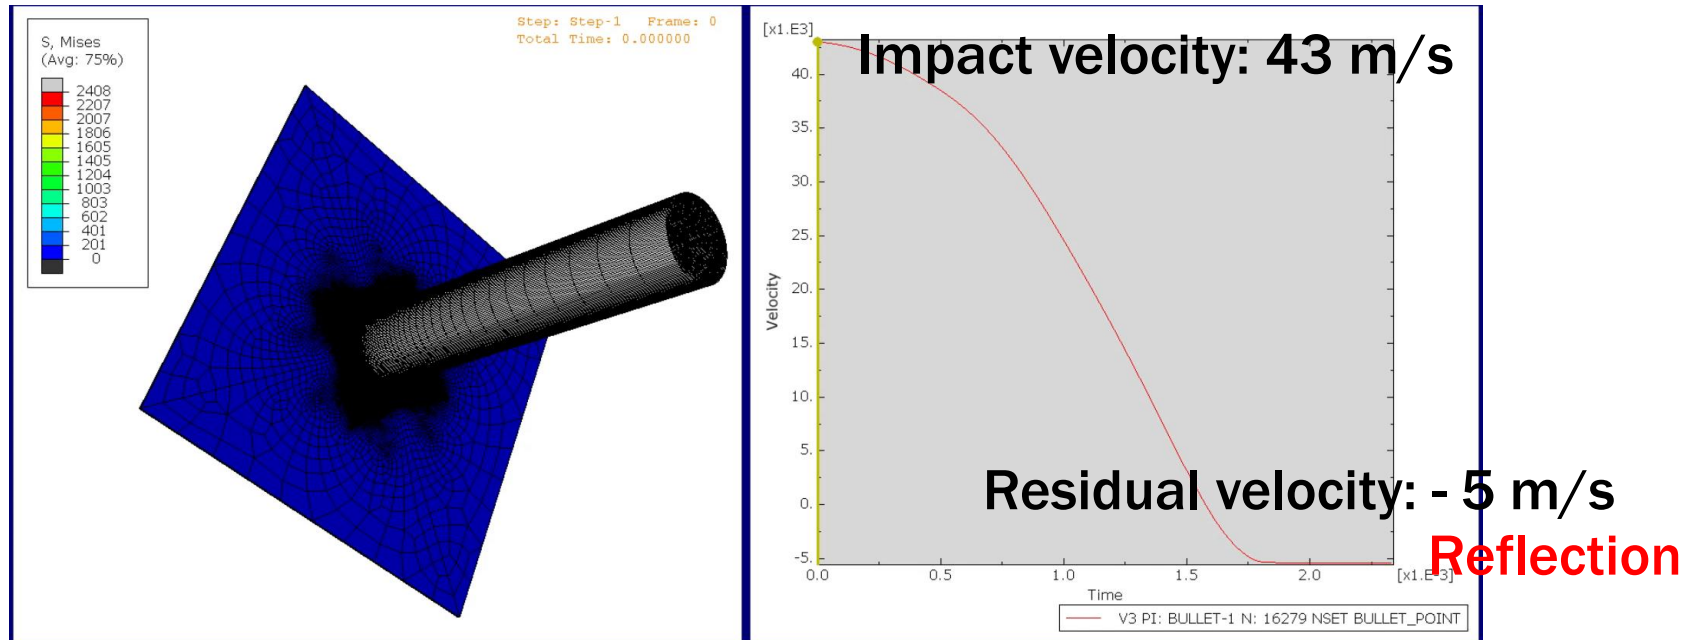 Step: Step-1 Frame: 0
Total Time: 0.000000
S, Mises
(Avg: 75%)
2408
2207
2007
1806
1605
1405
1204
1003
803
602
401
201
0
[x1.E3]
Impact velocity: 43 m/s
40.
35.
30.
25.
20.
15.
10.
5.
0.
-5.
Velocity
Residual velocity: - 5 m/s
Reflection
0.0 0.5 1.0 1.5 2.0 [x1.E-3]
Time
V3 PI: BULLET-1 N: 16279 NSET BULLET_POINT